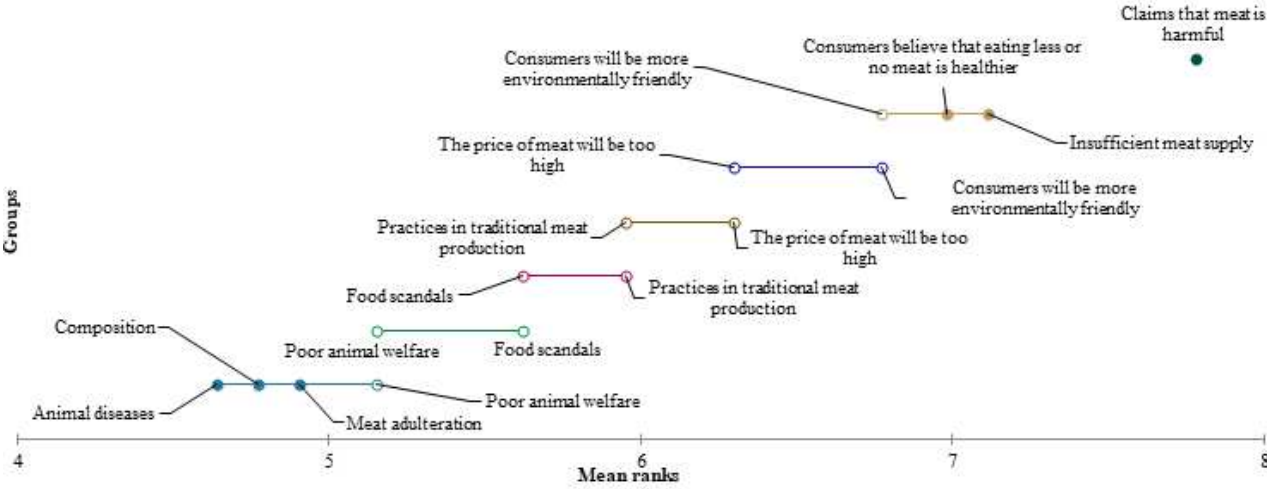 Claims that meat is
harmful
Consumers believe that eating less or
no meat is healthier
Consumers will be more
environmentally friendly
Insufficient meat supply
The price of meat will be too
high
Consumers will be more
environmentally friendly
Groups
Practices in traditional meat
production
The price of meat will be too
high
Food scandals
Practices in traditional meat
production
Composition
Poor animal welfare
Food scandals
Animal diseases
Meat adulteration
Poor animal welfare
4 5 6 7 8
Mean ranks